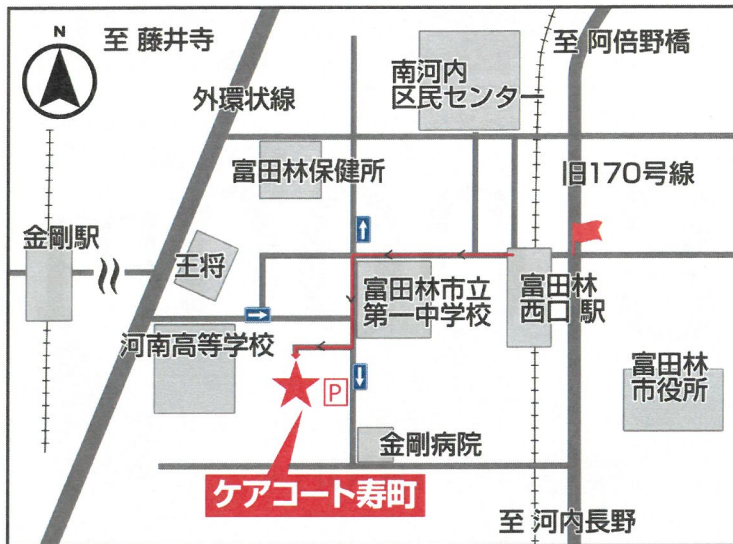 N
至 藤井寺
至 阿倍野橋
南河内
区民センター
外環状線
富田林保健所
旧170号線
金剛駅
王将
富田林市立
第一中学校
富田林
西口駅
河南高等学校
富田林
市役所
P
金剛病院
ケアコート寿町
至 河内長野